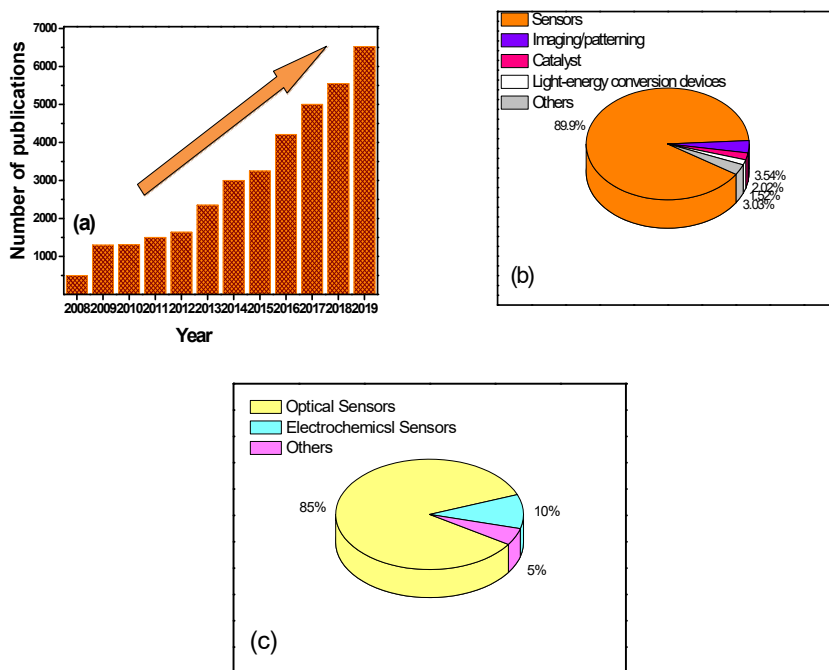 Number of publications
7000
6000
5000
4000
3000
2000
1000
(a)
2008 2009 2010 2011 2012 2013 2014 2015 2016 2017 2018 2019
Year
Sensors
Imaging/patterning
Catalyst
Light-energy conversion devices
Others
89.9%
3.54%
2.02%
1.52%
3.03%
(b)
Optical Sensors
Electrochemicsl Sensors
Others
85%
10%
5%
(c)